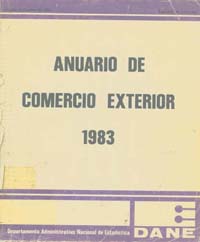 ANUARIO DE
COMERCIO EXTERIOR
1983
DANE
Departamento Administrativo Nacional de Estadística